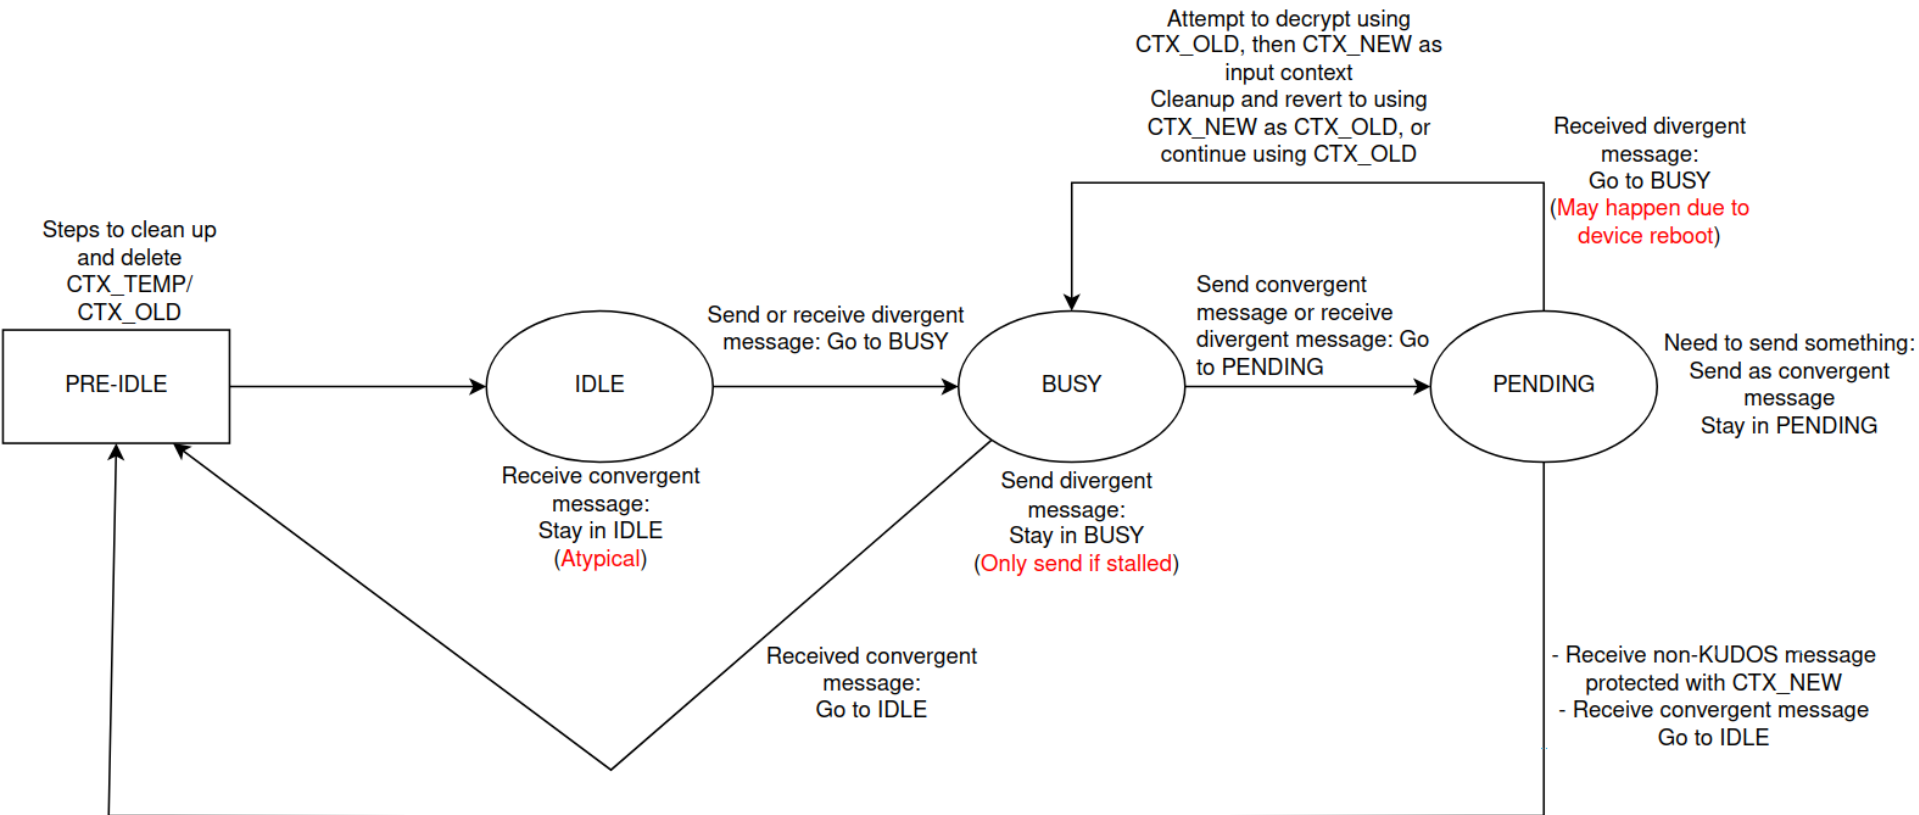 Attempt to decrypt using
CTX_OLD, then CTX_NEW as
input context
Cleanup and revert to using
CTX_NEW as CTX_OLD, or
continue using CTX_OLD
Received divergent
message:
Go to BUSY
(May happen due to
device reboot)
Steps to clean up
and delete
CTX_TEMP/
CTX_OLD
PRE-IDLE
IDLE
Receive convergent
message:
Stay in IDLE
(Atypical)
Send or receive divergent
message: Go to BUSY
BUSY
Send divergent
message:
Stay in BUSY
(Only send if stalled)
Send convergent
message or receive
divergent message: Go
to PENDING
PENDING
Need to send something:
Send as convergent
message
Stay in PENDING
Received convergent
message:
Go to IDLE
- Receive non-KUDOS message
protected with CTX_NEW
- Receive convergent message
Go to IDLE